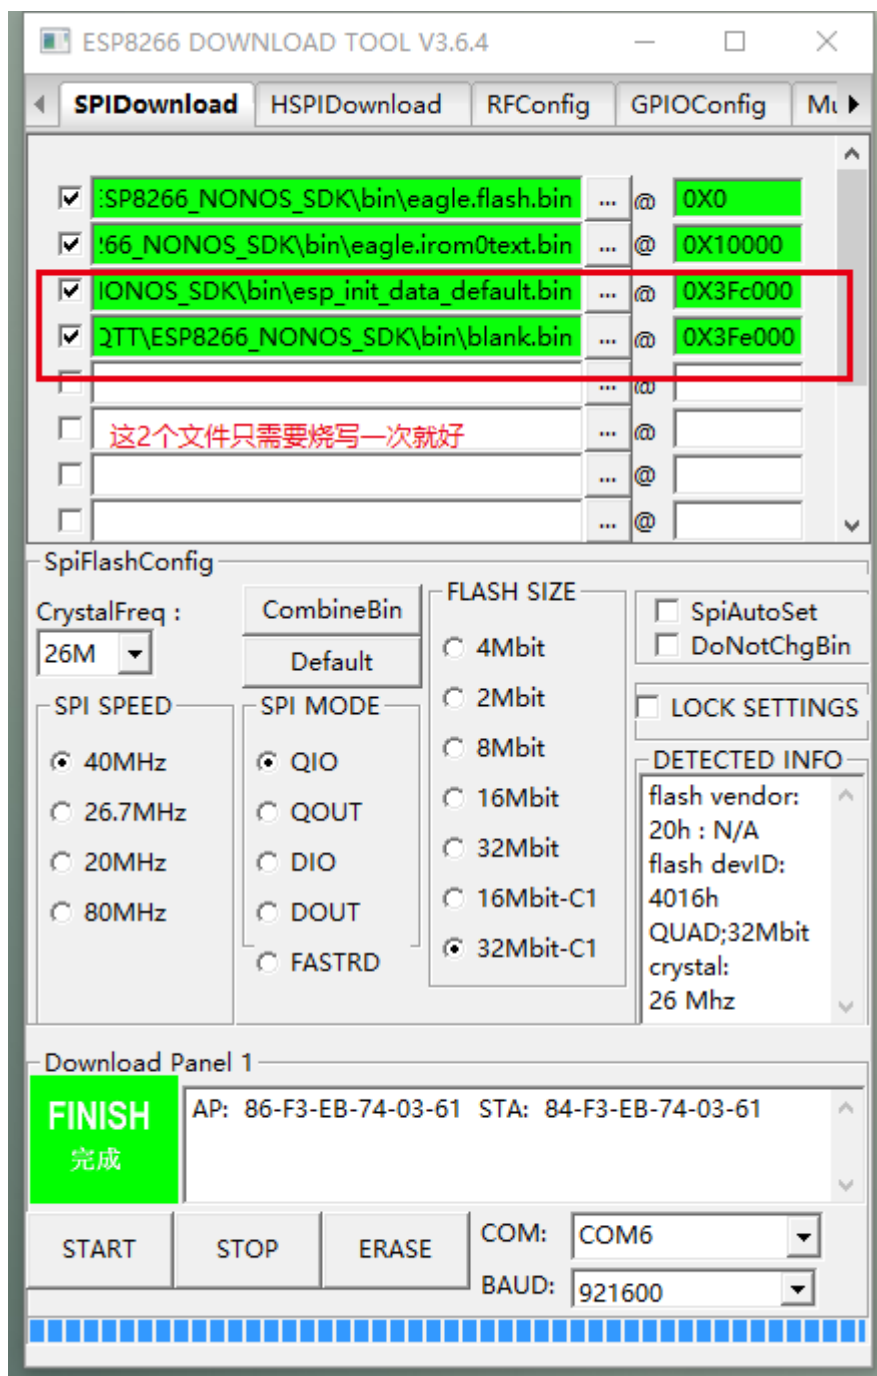 ESP8266 DOWNLOAD TOOL V3.6.4
SPIDownload HSPIDownload RFConfig GPIOConfig
SP8266_NONOS_SDK\bin\eagle.flash.bin ... @ 0X0
66_NONOS_SDK\bin\eagle.irom0text.bin ... @ 0X10000
IONOS_SDK\bin\esp_init_data_default.bin ... @ 0X3Fc000
QTT\ESP8266_NONOS_SDK\bin\blank.bin ... @ 0X3Fe000
... @
这2个文件只需要烧写一次就好 ... @
... @
... @
SpiFlashConfig
CrystalFreq :
26M
CombineBin
Default
SPI SPEED
40MHz
26.7MHz
20MHz
80MHz
SPI MODE
QIO
QOUT
DIO
DOUT
FASTRD
FLASH SIZE
4Mbit
2Mbit
8Mbit
16Mbit
32Mbit
16Mbit-C1
32Mbit-C1
SpiAutoSet
DoNotChgBin
LOCK SETTINGS
DETECTED INFO
flash vendor:
20h : N/A
flash devID:
4016h
QUAD;32Mbit
crystal:
26 Mhz
Download Panel 1
FINISH
完成
AP: 86-F3-EB-74-03-61 STA: 84-F3-EB-74-03-61
START STOP ERASE
COM: COM6
BAUD: 921600